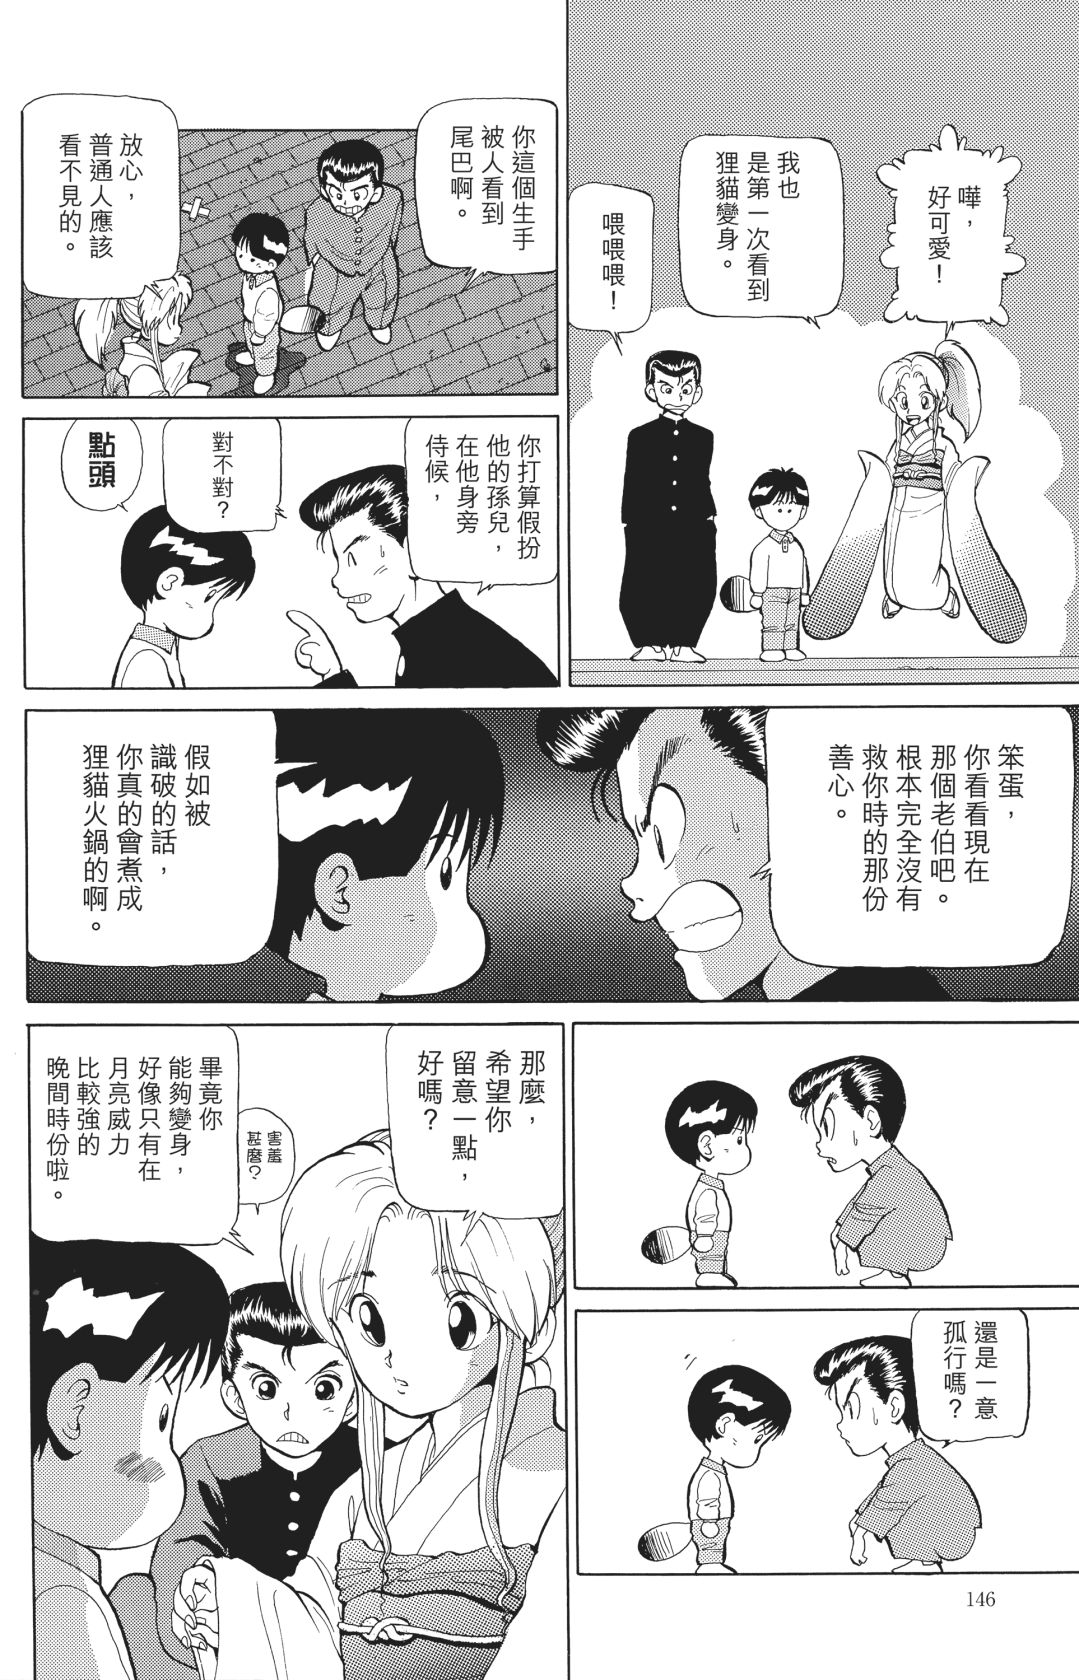 嘩，
好可愛！
我也
是第一次看到
狸貓變身。
喂喂喂！
你這個生手
被人看到
尾巴啊。
放心，
普通人應該
看不見的。
你打算假扮
他的孫兒，
在他身旁
侍候，
對不對？
點頭
笨蛋，
你看看現在
那個老伯吧。
根本完全沒有
救你時的那份
善心。
假如被
識破的話，
你真的會煮成
狸貓火鍋的啊。
還是一意
孤行嗎？
那麼，
希望你
留意一點，
好嗎？
害羞
甚麼？
畢竟你
能夠變身，
好像只有在
月亮威力
比較強的
晚間時份啦。
146